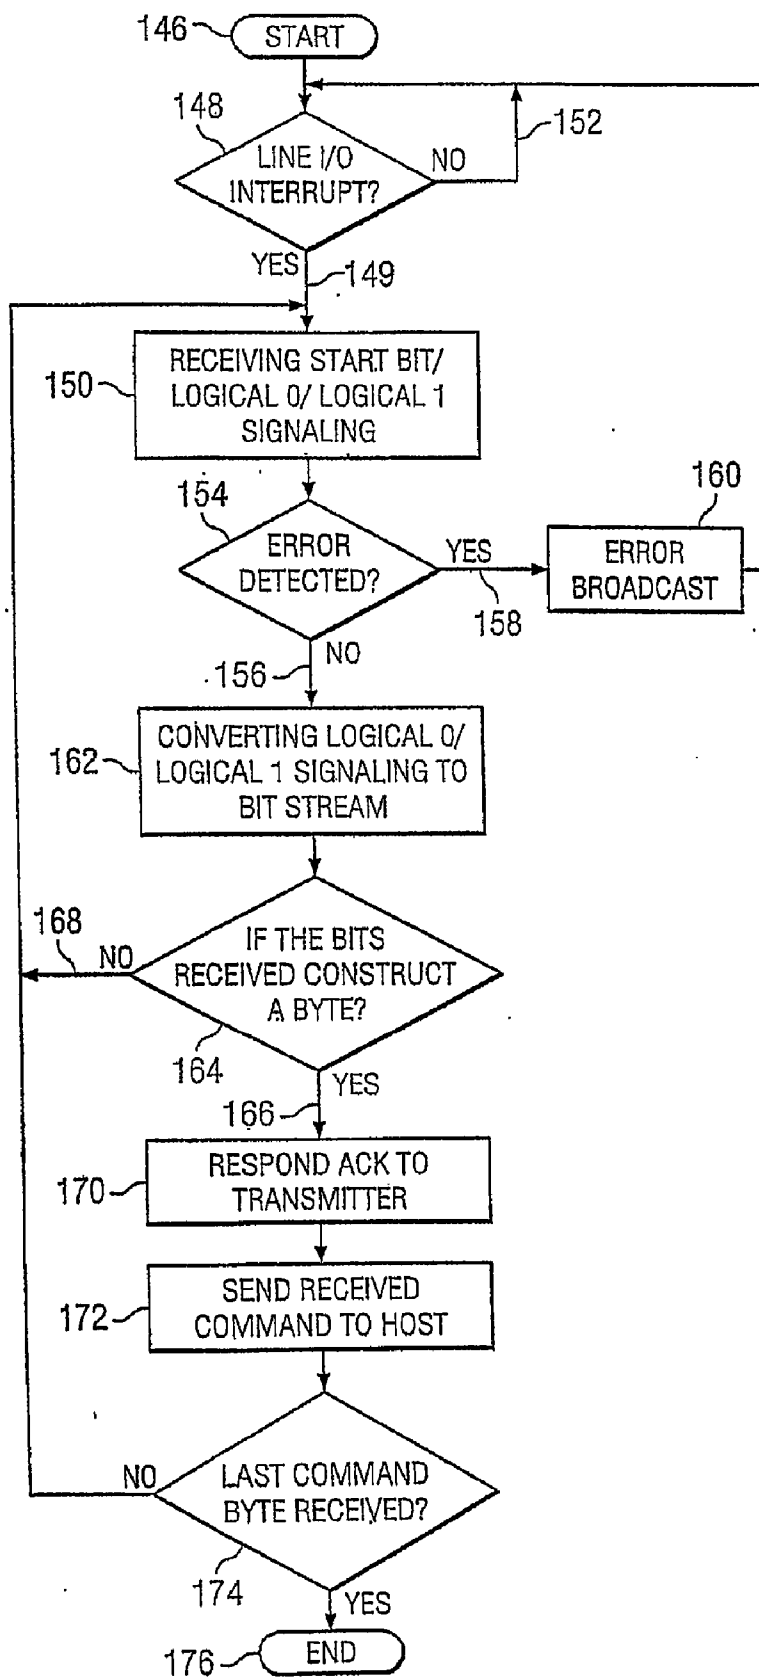 146
START
148
LINE I/O
INTERRUPT?
NO
152
YES
149
150
RECEIVING START BIT/
LOGICAL 0/ LOGICAL 1
SIGNALING
154
ERROR
DETECTED?
YES
158
160
ERROR
BROADCAST
156
NO
162
CONVERTING LOGICAL 0/
LOGICAL 1 SIGNALING TO
BIT STREAM
168
NO
IF THE BITS
RECEIVED CONSTRUCT
A BYTE?
164
YES
166
170
RESPOND ACK TO
TRANSMITTER
172
SEND RECEIVED
COMMAND TO HOST
NO
LAST COMMAND
BYTE RECEIVED?
174
YES
176
END